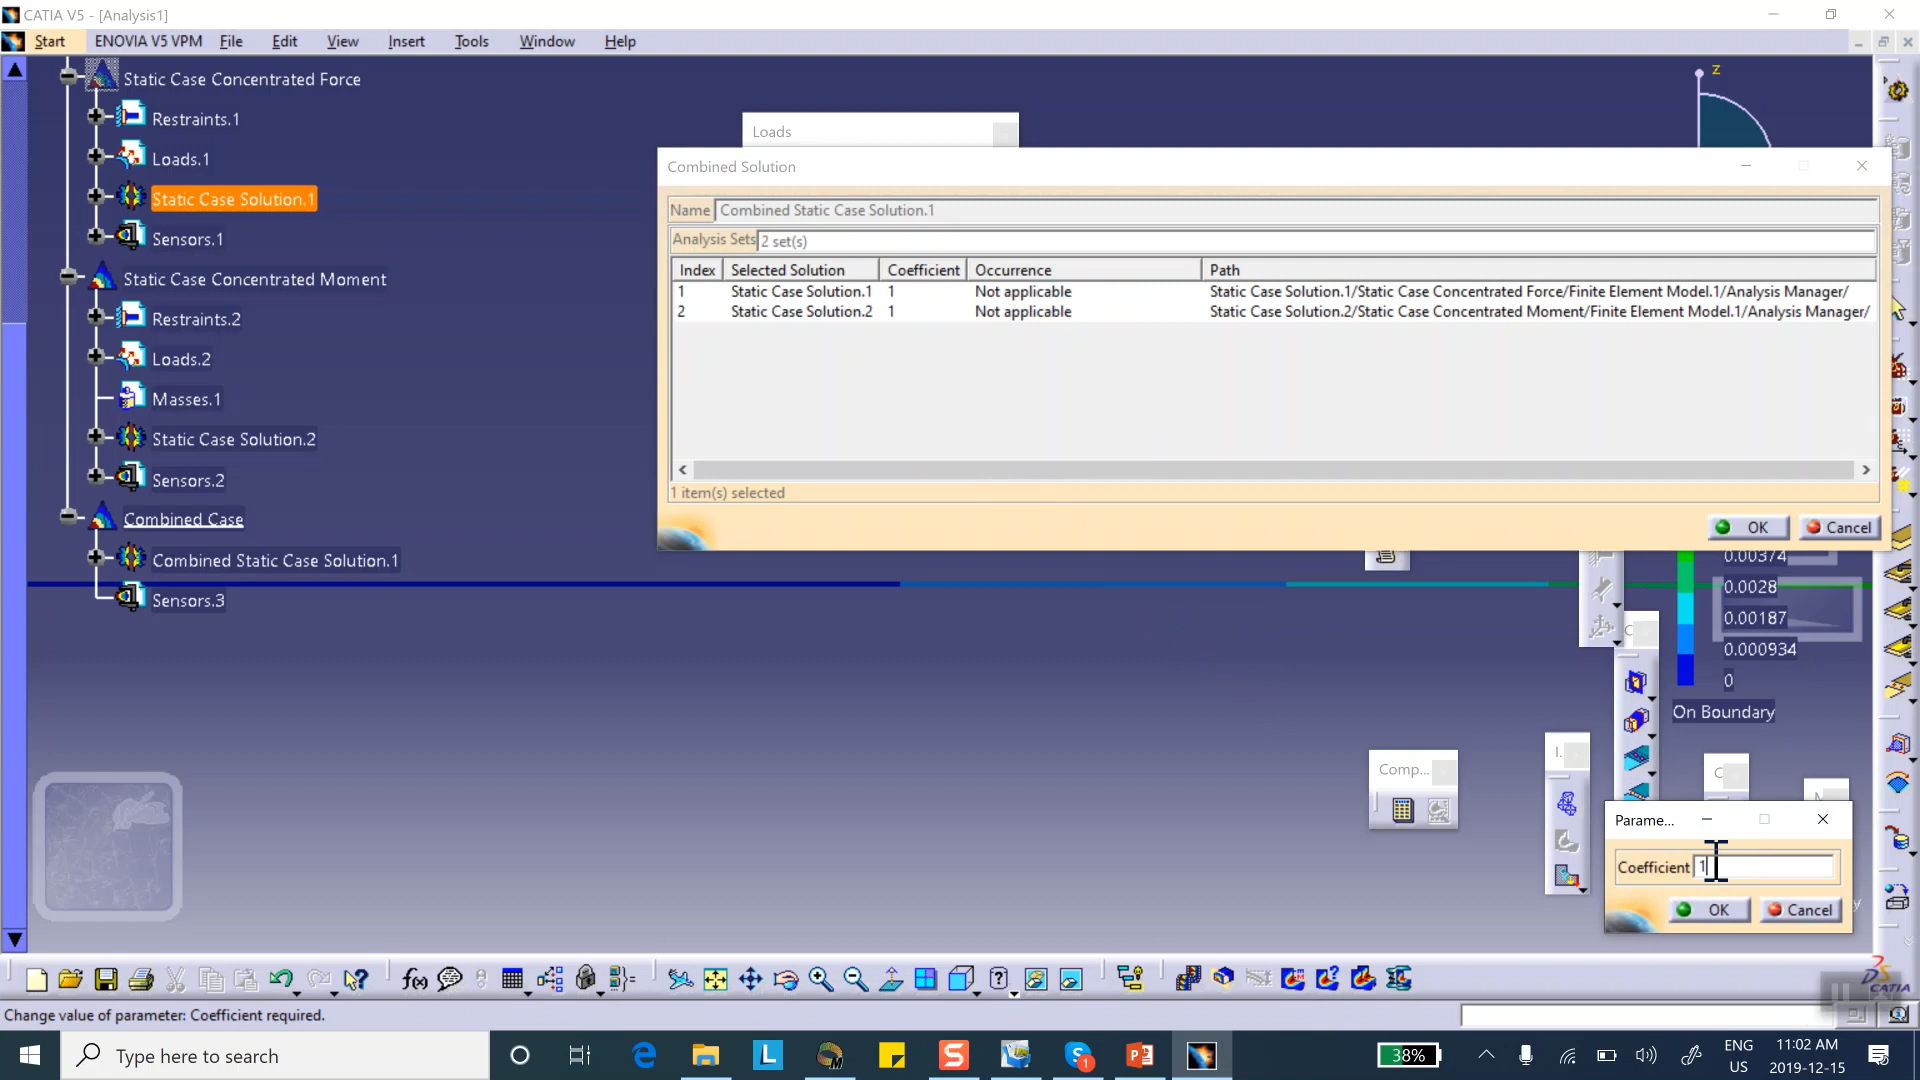 CATIA V5 - [Analysis1]
Start ENOVIA V5 VPM File Edit View Insert Tools Window Help
Static Case Concentrated Force
Restraints.1
Loads.1
Static Case Solution.1
Sensors.1
Static Case Concentrated Moment
Restraints.2
Loads.2
Masses.1
Static Case Solution.2
Sensors.2
Combined Case
Combined Static Case Solution.1
Sensors.3
z
Loads
Combined Solution
Name Combined Static Case Solution.1
Analysis Sets 2 set(s)
Index Selected Solution Coefficient Occurrence Path
1 Static Case Solution.1 1 Not applicable Static Case Solution.1/Static Case Concentrated Force/Finite Element Model.1/Analysis Manager/
2 Static Case Solution.2 1 Not applicable Static Case Solution.2/Static Case Concentrated Moment/Finite Element Model.1/Analysis Manager/
1 item(s) selected
OK Cancel
0.00374
0.0028
0.00187
0.000934
0
On Boundary
C
I.
Comp...
C
Parame...
Coefficient 1
OK Cancel
CATIA
Change value of parameter: Coefficient required.
Type here to search
38%
ENG
US
11:02 AM
2019-12-15